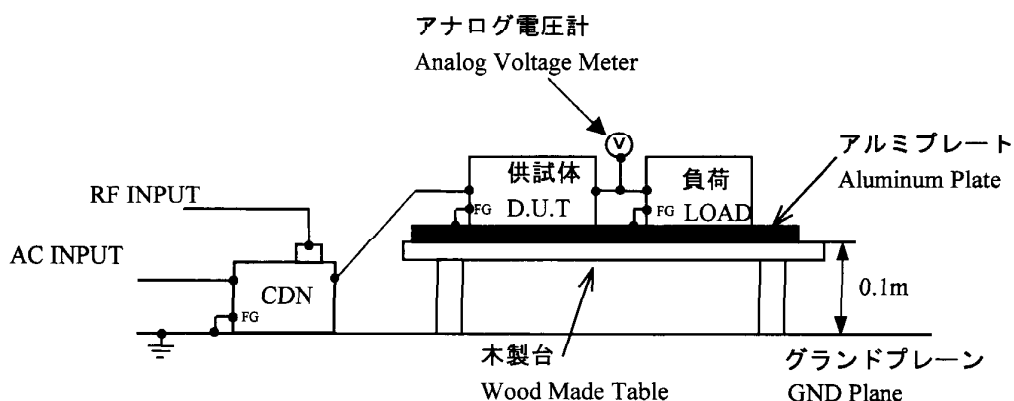 アナログ電圧計
Analog Voltage Meter
V
アルミプレート
Aluminum Plate
供試体
D.U.T
FG
負荷
LOAD
FG
RF INPUT
AC INPUT
CDN
FG
0.1m
木製台
Wood Made Table
グランドプレーン
GND Plane